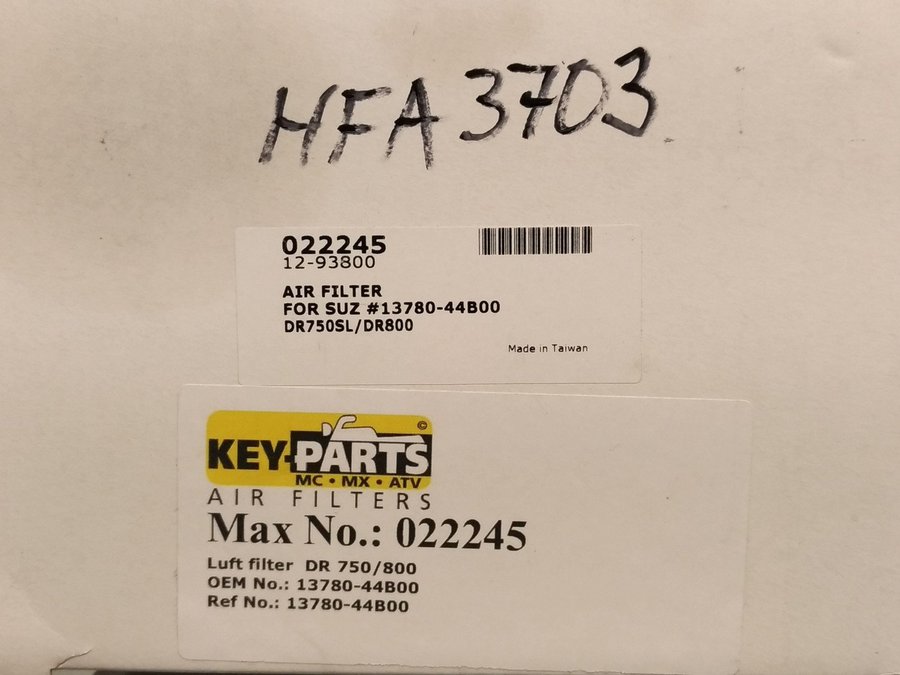 HFA 3703
022245
12-93800
AIR FILTER
FOR SUZ #13780-44B00
DR750SL/DR800
Made in Taiwan
©
KEY-PARTS
MC • MX • ATV
AIR FILTERS
Max No.: 022245
Luft filter DR 750/800
OEM No.: 13780-44B00
Ref No.: 13780-44B00